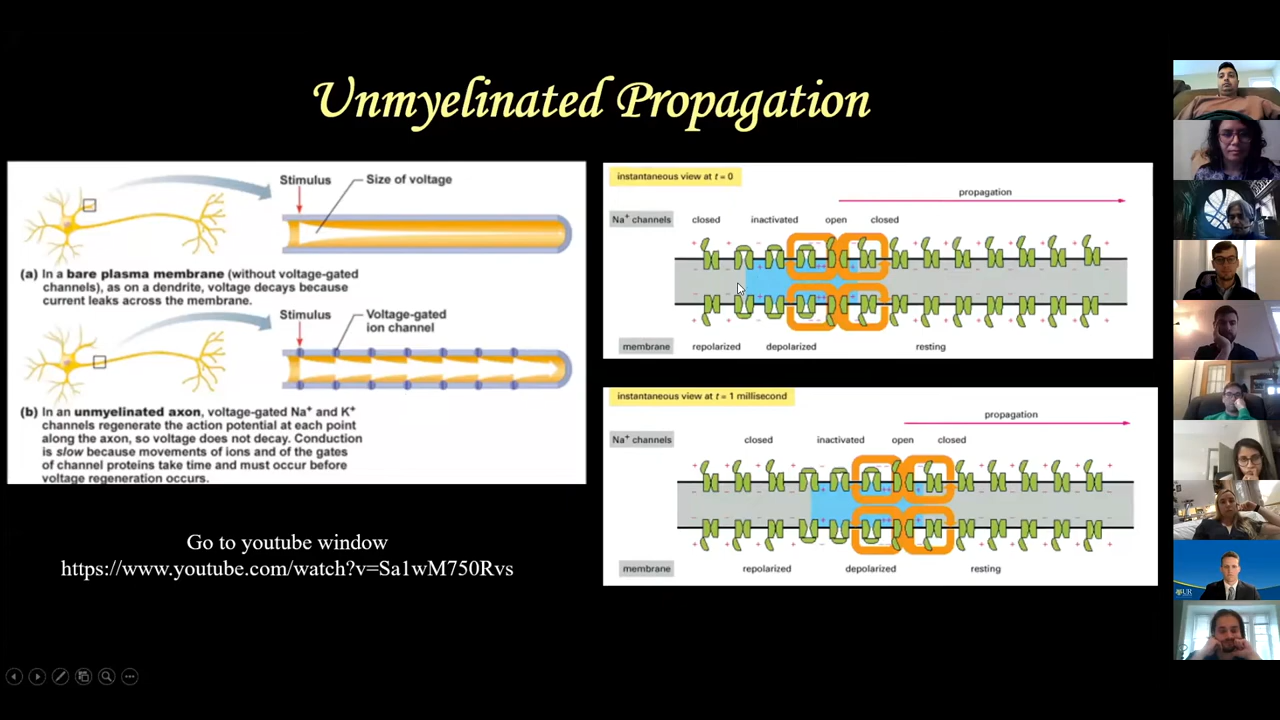 Unmyelinated Propagation
Stimulus
Size of voltage
(a) In a bare plasma membrane (without voltage-gated
channels), as on a dendrite, voltage decays because
current leaks across the membrane.
Stimulus
Voltage-gated
ion channel
(b) In an unmyelinated axon, voltage-gated Na⁺ and K⁺
channels regenerate the action potential at each point
along the axon, so voltage does not decay. Conduction
is slow because movements of ions and of the gates
of channel proteins take time and must occur before
voltage regeneration occurs.
Go to youtube window
https://www.youtube.com/watch?v=Sa1wM750Rvs
instantaneous view at t = 0
propagation
Na⁺ channels closed inactivated open closed
membrane repolarized depolarized resting
instantaneous view at t = 1 millisecond
propagation
Na⁺ channels closed inactivated open closed
membrane repolarized depolarized resting
UR